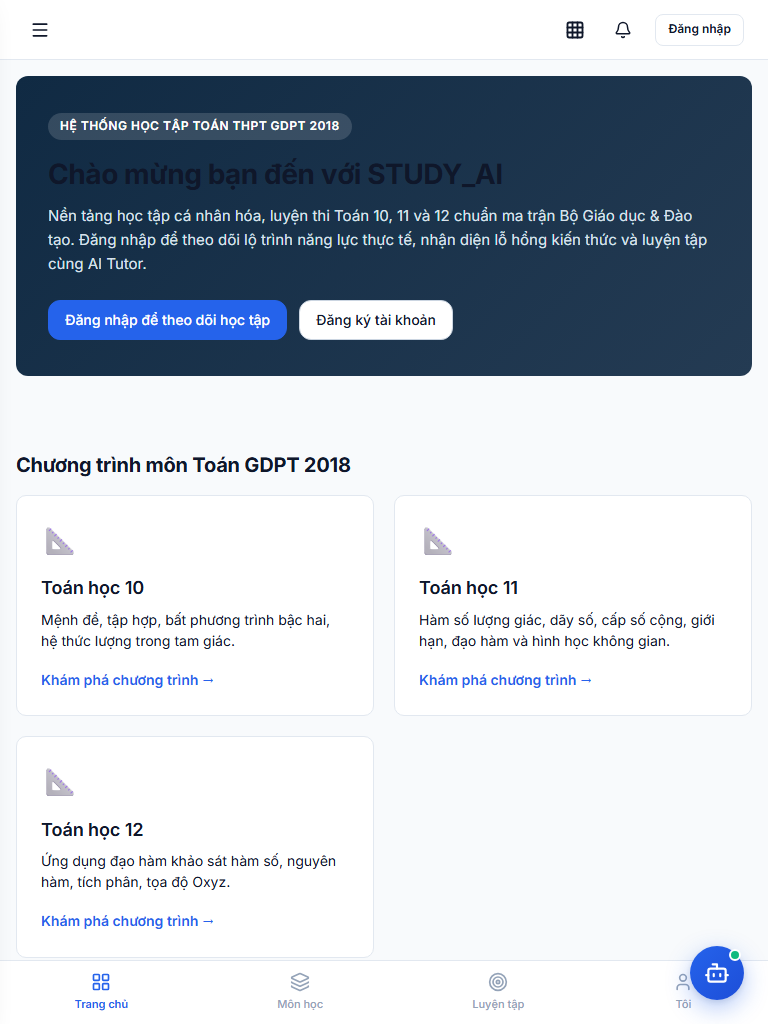 Đăng nhập
HỆ THỐNG HỌC TẬP TOÁN THPT GDPT 2018
Chào mừng bạn đến với STUDY_AI
Nền tảng học tập cá nhân hóa, luyện thi Toán 10, 11 và 12 chuẩn ma trận Bộ Giáo dục & Đào
tạo. Đăng nhập để theo dõi lộ trình năng lực thực tế, nhận diện lỗ hổng kiến thức và luyện tập
cùng AI Tutor.
Đăng nhập để theo dõi học tập
Đăng ký tài khoản
Chương trình môn Toán GDPT 2018
Toán học 10
Mệnh đề, tập hợp, bất phương trình bậc hai,
hệ thức lượng trong tam giác.
Khám phá chương trình →
Toán học 11
Hàm số lượng giác, dãy số, cấp số cộng, giới
hạn, đạo hàm và hình học không gian.
Khám phá chương trình →
Toán học 12
Ứng dụng đạo hàm khảo sát hàm số, nguyên
hàm, tích phân, tọa độ Oxyz.
Khám phá chương trình →
Trang chủ
Môn học
Luyện tập
Tôi